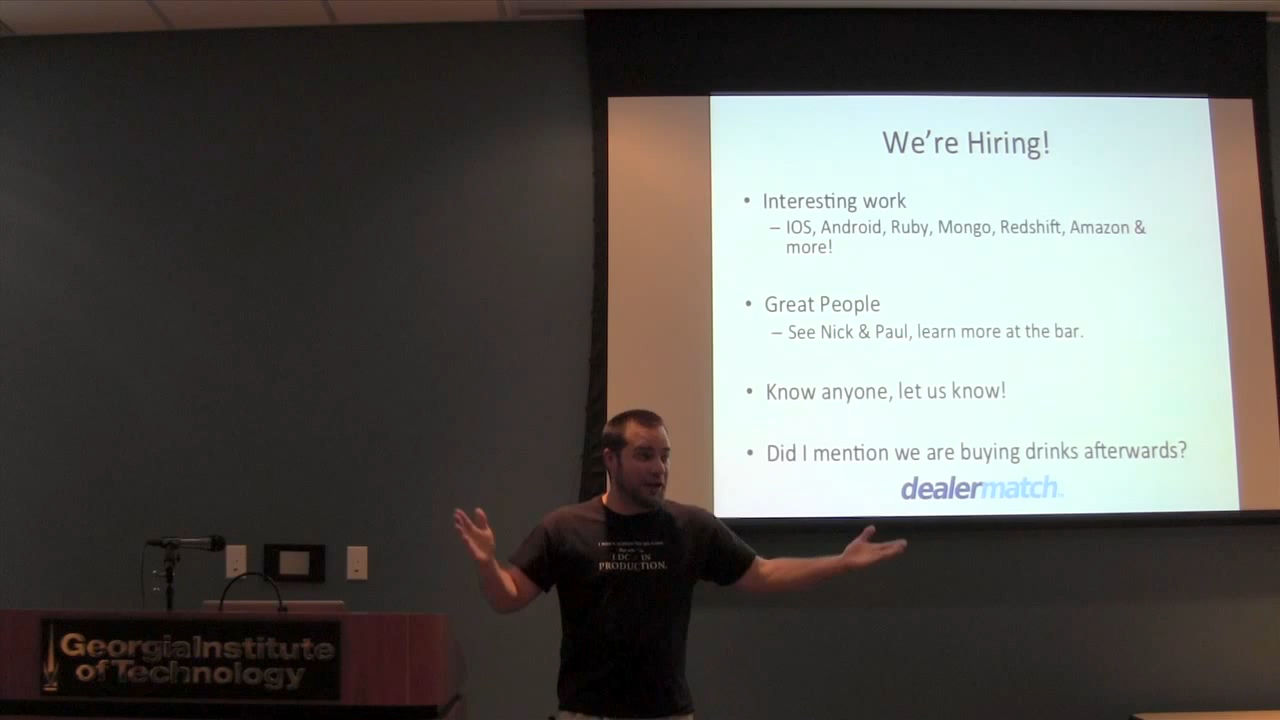 We're Hiring!
• Interesting work
– IOS, Android, Ruby, Mongo, Redshift, Amazon &
more!
• Great People
– See Nick & Paul, learn more at the bar.
• Know anyone, let us know!
• Did I mention we are buying drinks afterwards?
dealermatch
IN
PRODUCTION.
GeorgiaInstitute
of Technology